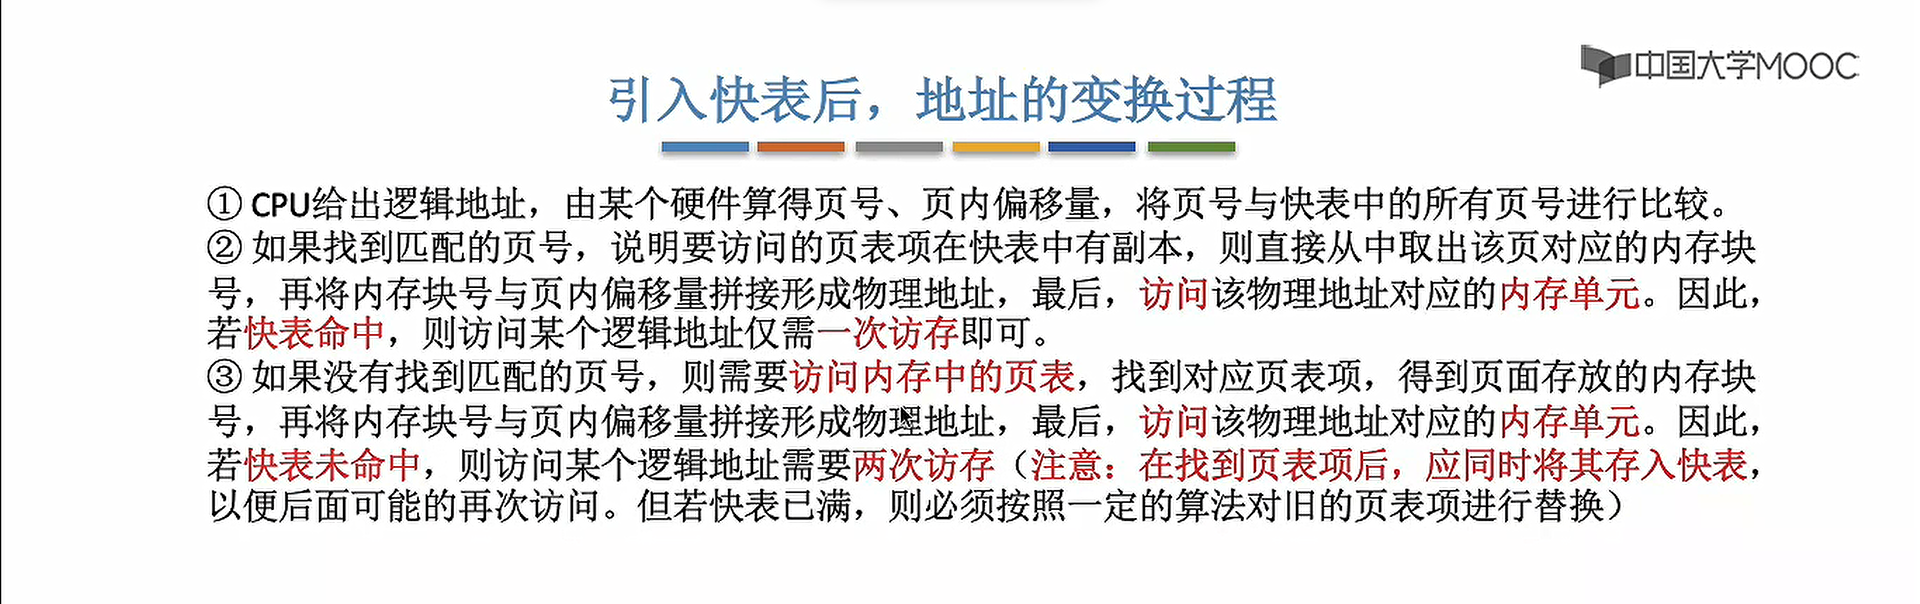 中国大学MOOC
引入快表后，地址的变换过程
① CPU给出逻辑地址，由某个硬件算得页号、页内偏移量，将页号与快表中的所有页号进行比较。
② 如果找到匹配的页号，说明要访问的页表项在快表中有副本，则直接从中取出该页对应的内存块
号，再将内存块号与页内偏移量拼接形成物理地址，最后，访问该物理地址对应的内存单元。因此，
若快表命中，则访问某个逻辑地址仅需一次访存即可。
③ 如果没有找到匹配的页号，则需要访问内存中的页表，找到对应页表项，得到页面存放的内存块
号，再将内存块号与页内偏移量拼接形成物理地址，最后，访问该物理地址对应的内存单元。因此，
若快表未命中，则访问某个逻辑地址需要两次访存（注意：在找到页表项后，应同时将其存入快表，
以便后面可能的再次访问。但若快表已满，则必须按照一定的算法对旧的页表项进行替换）